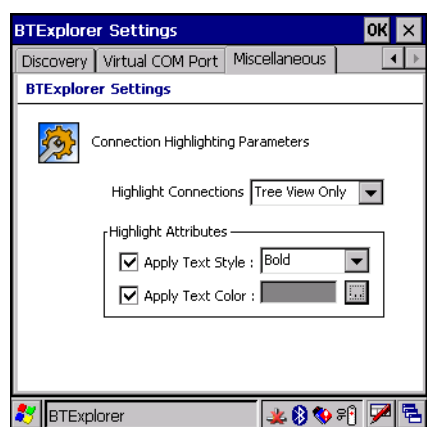 BTExplorer Settings OK
Discovery Virtual COM Port Miscellaneous
BTExplorer Settings
Connection Highlighting Parameters
Highlight Connections Tree View Only
Highlight Attributes
Apply Text Style : Bold
Apply Text Color : ...
BTExplorer